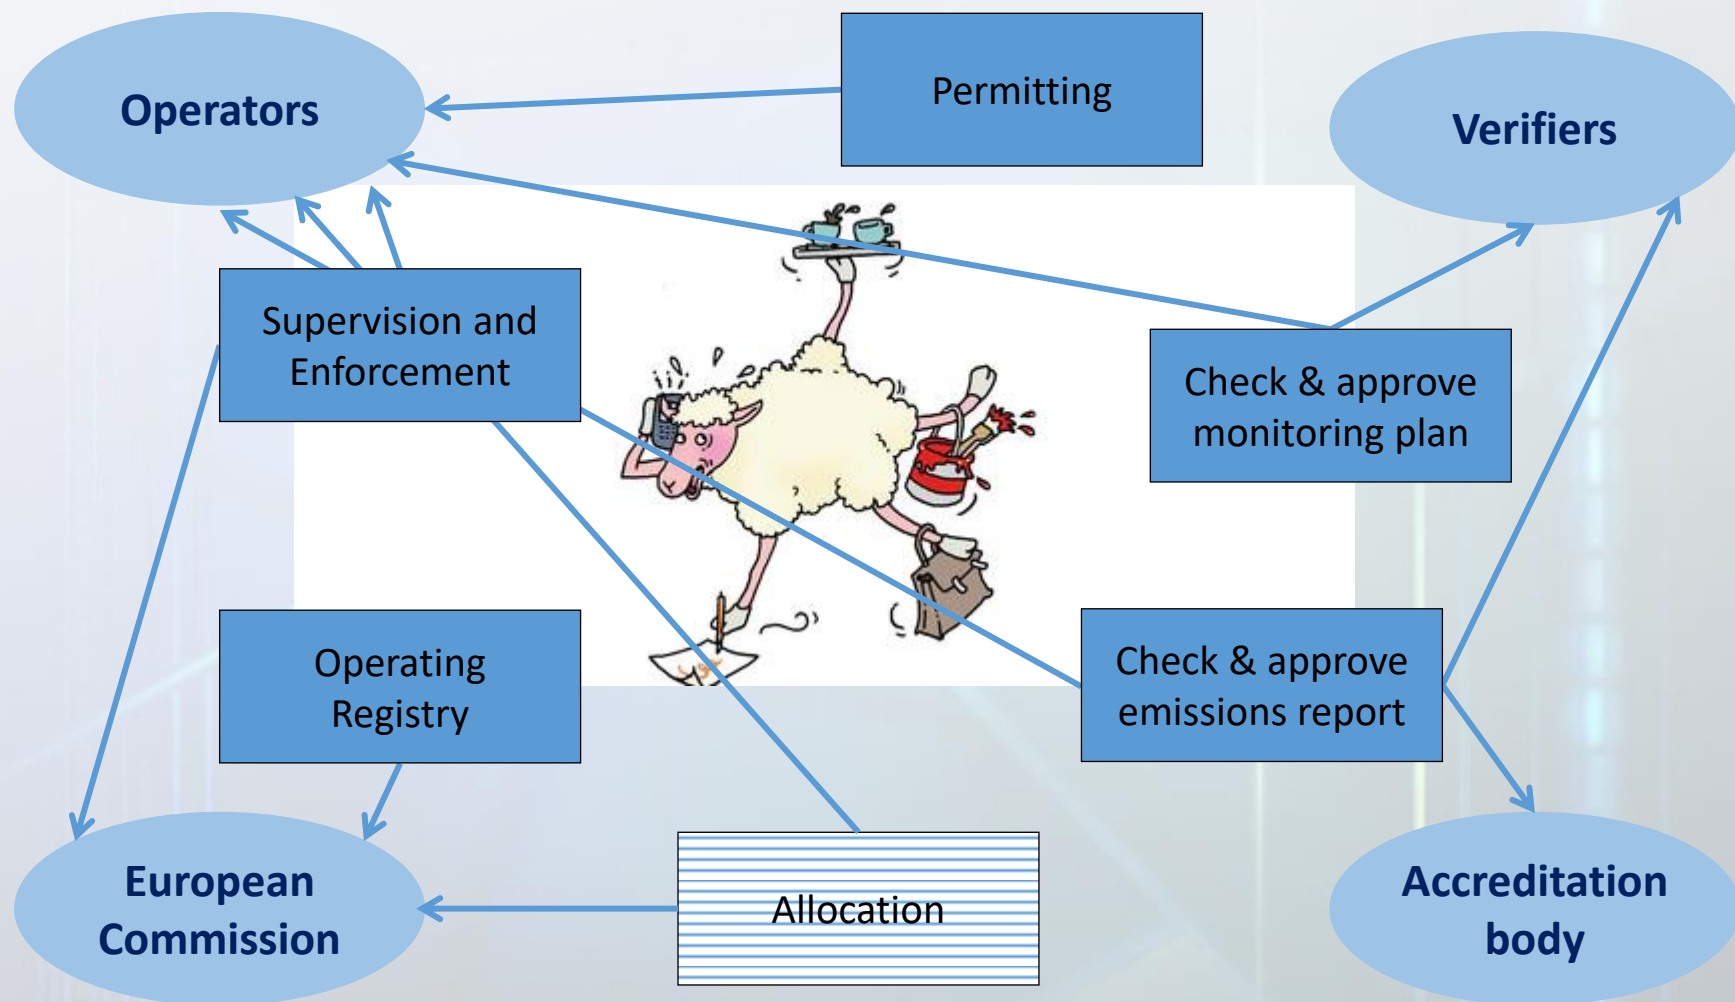 Operators
Permitting
Verifiers
Supervision and
Enforcement
Check & approve
monitoring plan
Operating
Registry
Check & approve
emissions report
European
Commission
Allocation
Accreditation
body